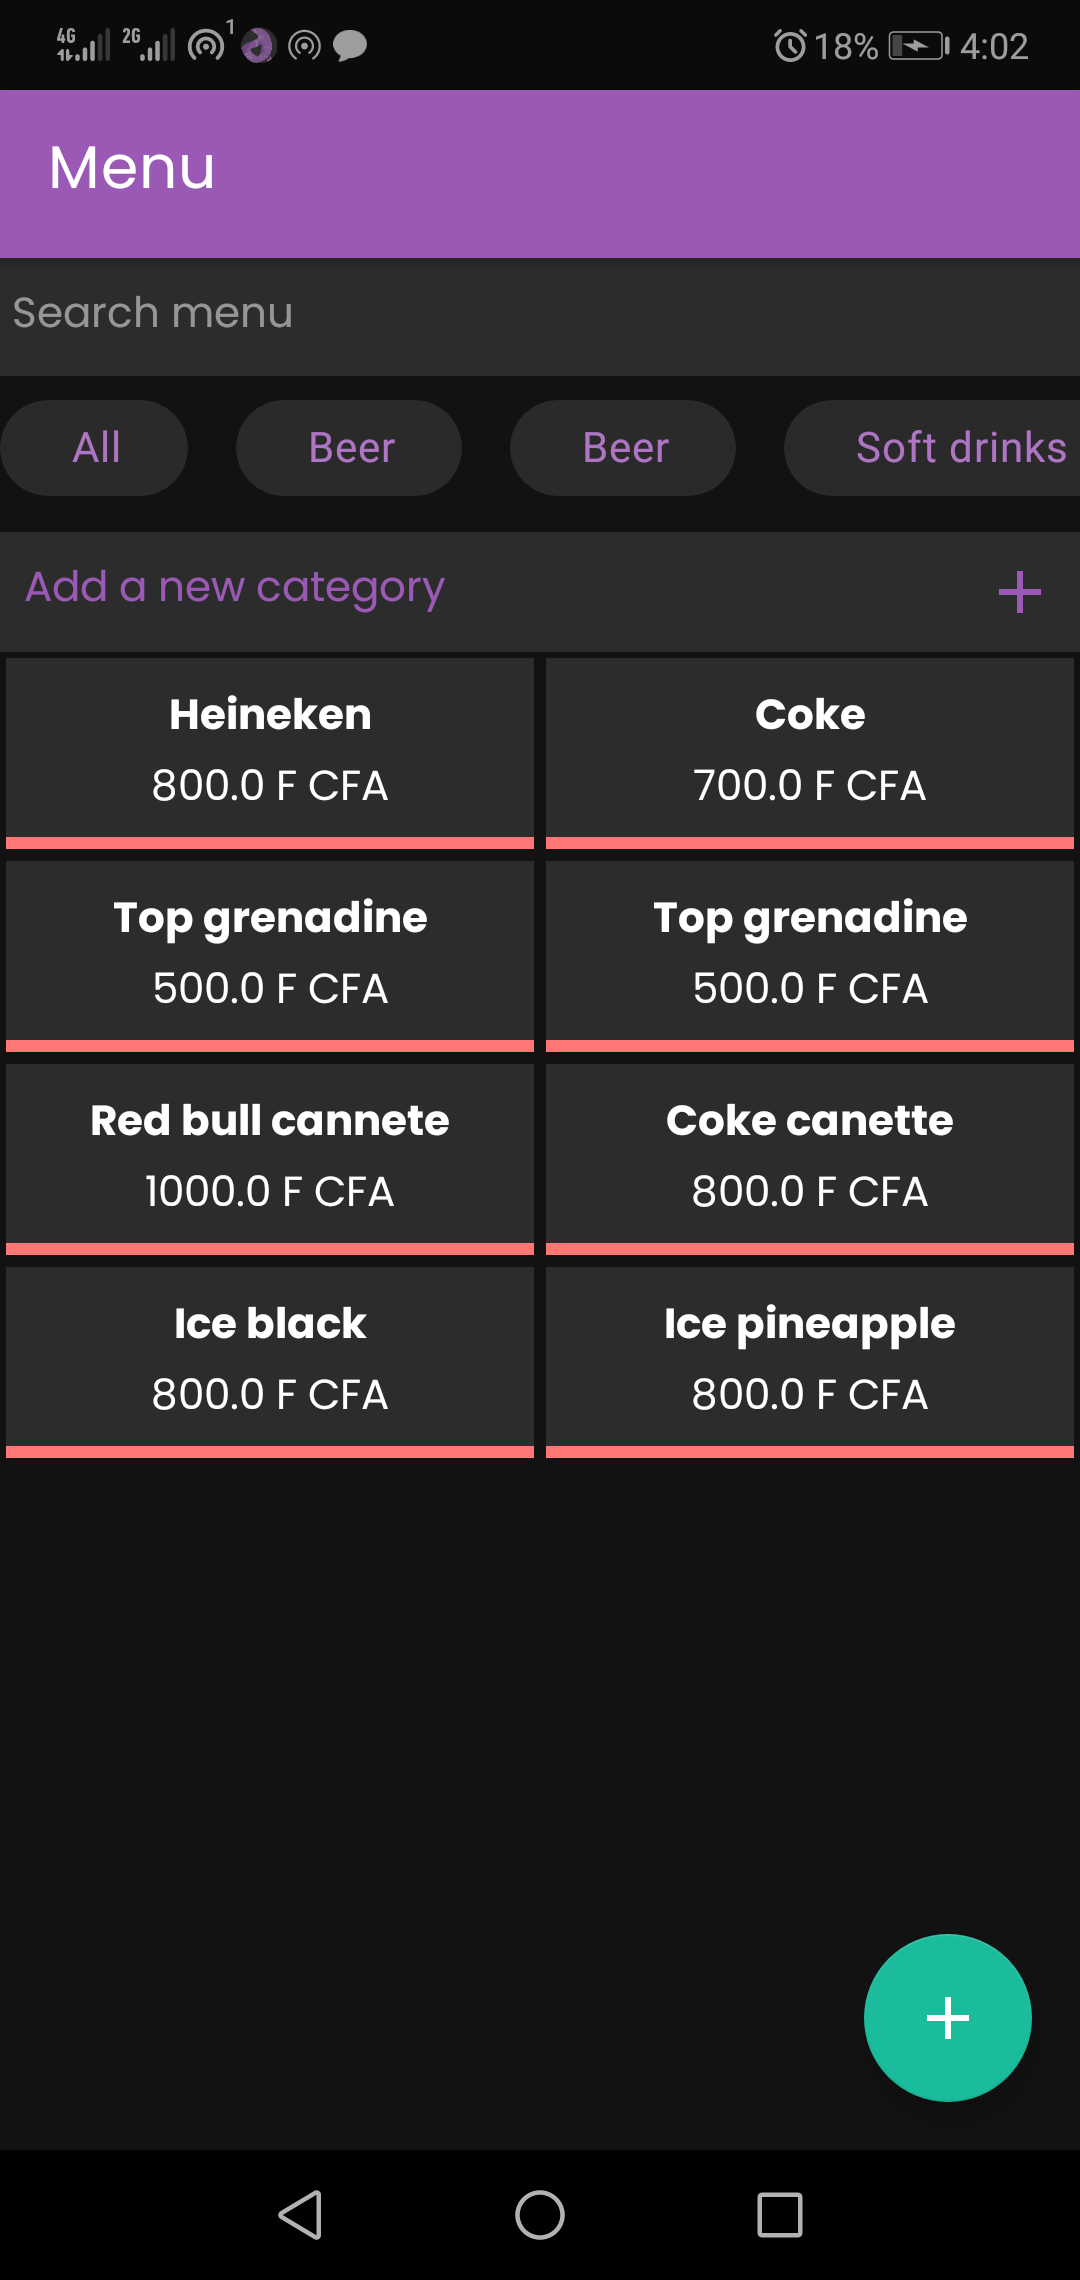 4G 2G 1 18% 4:02
Menu
Search menu
All Beer Beer Soft drinks
Add a new category
Heineken Coke
800.0 F CFA 700.0 F CFA
Top grenadine Top grenadine
500.0 F CFA 500.0 F CFA
Red bull cannete Coke canette
1000.0 F CFA 800.0 F CFA
Ice black Ice pineapple
800.0 F CFA 800.0 F CFA